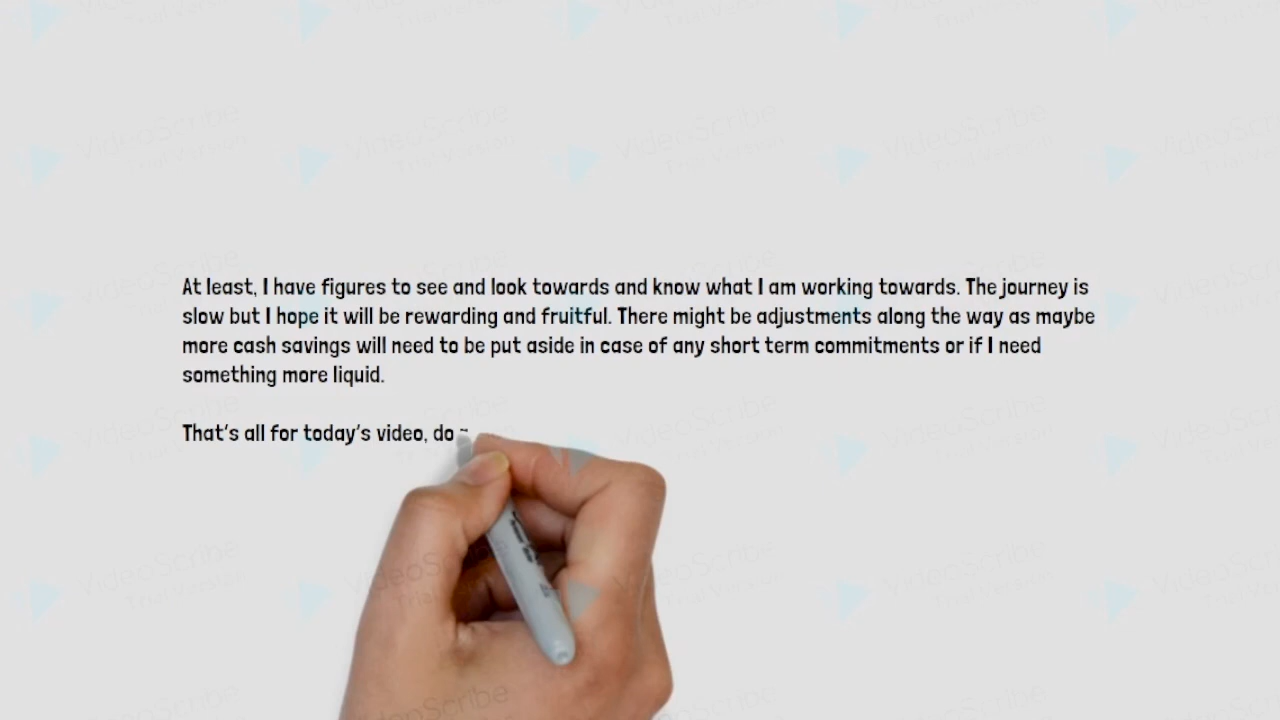 At least, I have figures to see and look towards and know what I am working towards. The journey is
slow but I hope it will be rewarding and fruitful. There might be adjustments along the way as maybe
more cash savings will need to be put aside in case of any short term commitments or if I need
something more liquid.
That's all for today's video, do
VideoScribe
Trial Version